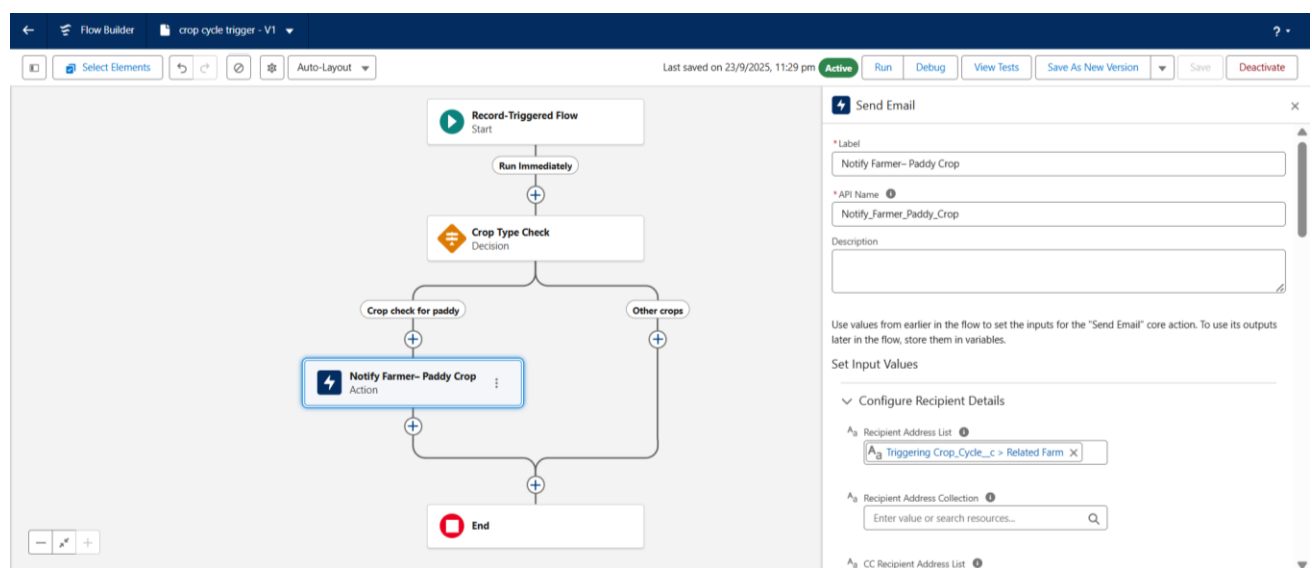 Flow Builder
crop cycle trigger - V1
?
Select Elements
Auto-Layout
Last saved on 23/9/2025, 11:29 pm
Active
Run
Debug
View Tests
Save As New Version
Save
Deactivate
Record-Triggered Flow
Start
Run Immediately
Crop Type Check
Decision
Crop check for paddy
Other crops
Notify Farmer– Paddy Crop
Action
End
Send Email
*Label
Notify Farmer– Paddy Crop
*API Name
Notify_Farmer_Paddy_Crop
Description
Use values from earlier in the flow to set the inputs for the "Send Email" core action. To use its outputs
later in the flow, store them in variables.
Set Input Values
Configure Recipient Details
Aa Recipient Address List
Aa Triggering Crop_Cycle__c > Related Farm
Aa Recipient Address Collection
Enter value or search resources...
Aa CC Recipient Address List